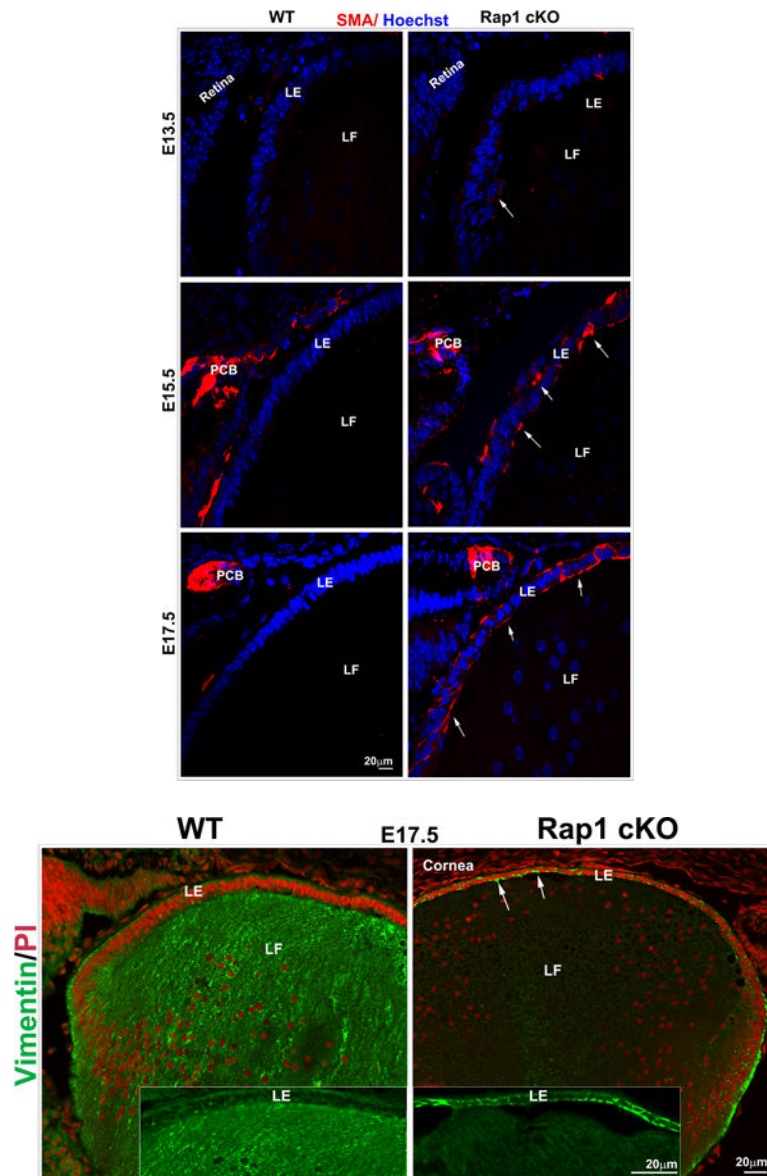 WT SMA/ Hoechst Rap1 cKO
E13.5
Retina LE LF
Retina LE LF
E15.5
PCB LE LF
PCB LE LF
E17.5
PCB LE LF 20µm
PCB LE LF
WT E17.5 Rap1 cKO
Vimentin/PI
LE LF LE
Cornea LE LF LE 20µm 20µm